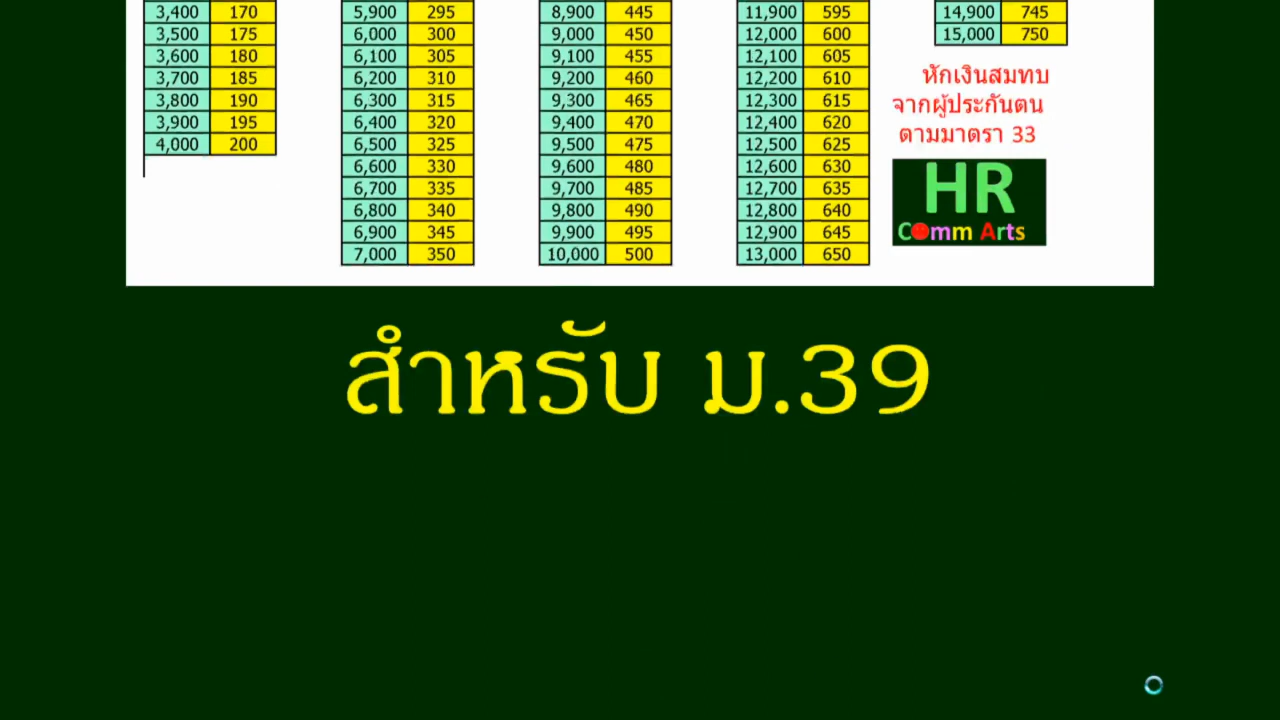 3,400 170 5,900 295 8,900 445 11,900 595 14,900 745
3,500 175 6,000 300 9,000 450 12,000 600 15,000 750
3,600 180 6,100 305 9,100 455 12,100 605
3,700 185 6,200 310 9,200 460 12,200 610
3,800 190 6,300 315 9,300 465 12,300 615
3,900 195 6,400 320 9,400 470 12,400 620
4,000 200 6,500 325 9,500 475 12,500 625
6,600 330 9,600 480 12,600 630
6,700 335 9,700 485 12,700 635
6,800 340 9,800 490 12,800 640
6,900 345 9,900 495 12,900 645
7,000 350 10,000 500 13,000 650
หักเงินสมทบ
จากผู้ประกันตน
ตามมาตรา 33
HR
Comm Arts
สำหรับ ม.39